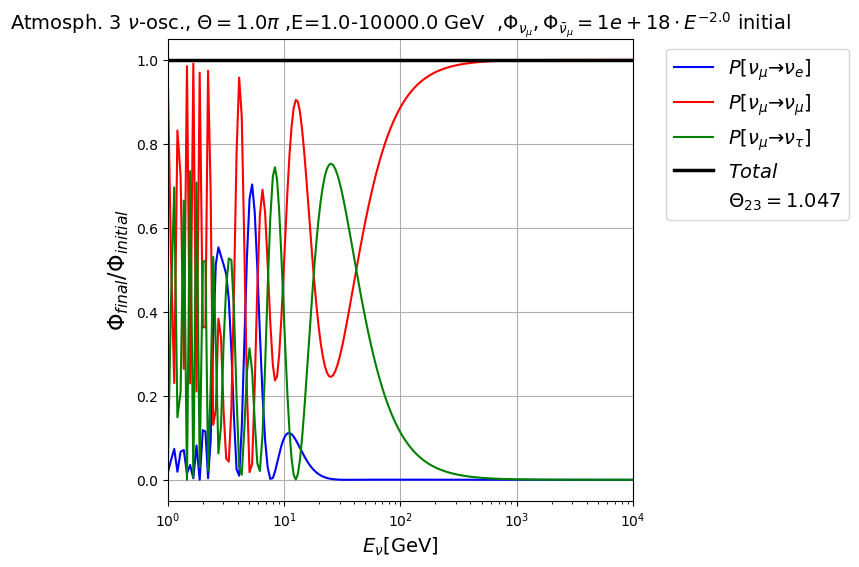 Atmosph. 3 ν-osc., Θ = 1.0π ,E=1.0-10000.0 GeV ,Φ_{ν_μ}, Φ_{ν̄_μ} = 1e + 18 · E^{−2.0} initial
P[ν_μ→ν_e]
P[ν_μ→ν_μ]
P[ν_μ→ν_τ]
Total
Θ_{23} = 1.047
Φ_{final}/Φ_{initial}
1.0
0.8
0.6
0.4
0.2
0.0
10^0 10^1 10^2 10^3 10^4
E_ν[GeV]